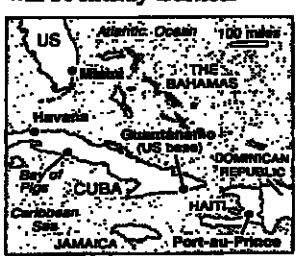 US
Atlantic Ocean
100 miles
Miami
THE
BAHAMAS
Havana
Guantánamo
(US base)
DOMINICAN
REPUBLIC
Bay of
Pigs
CUBA
HAITI
Caribbean
Sea
JAMAICA
Port-au-Prince